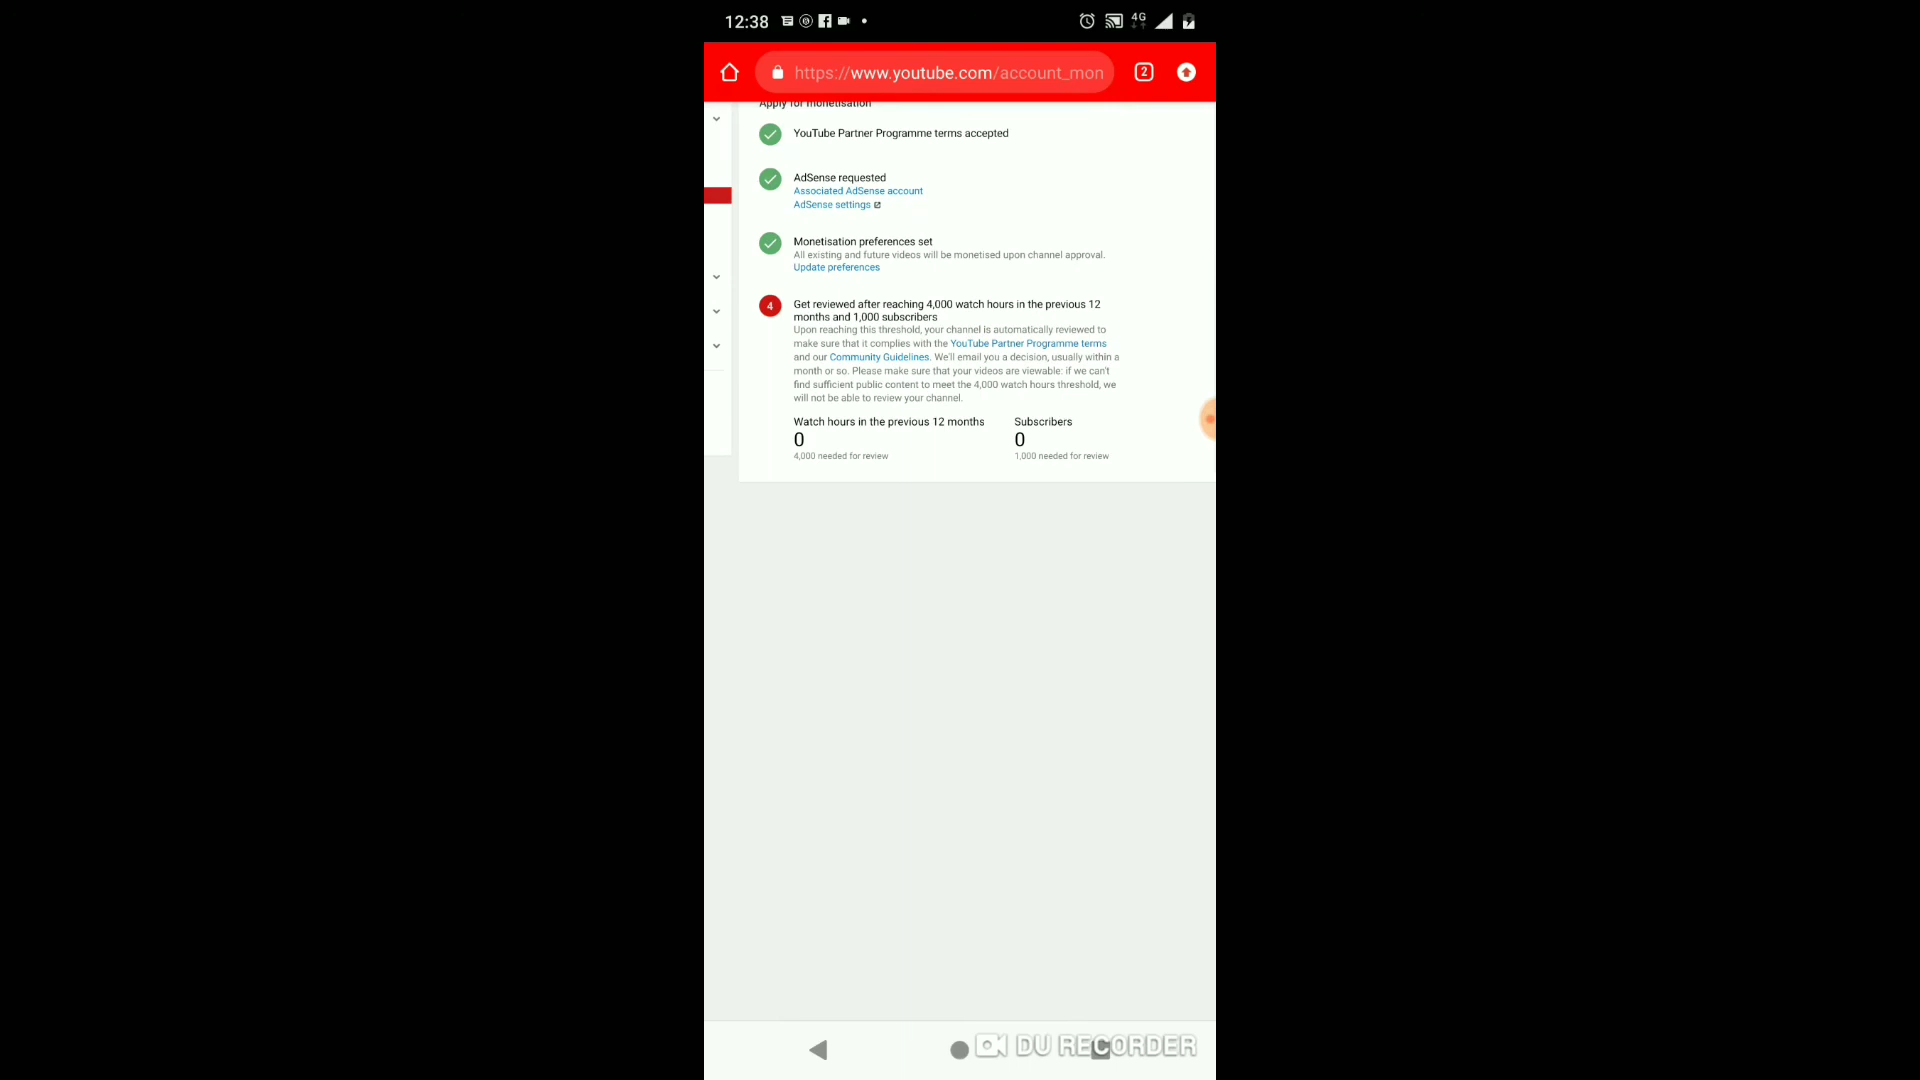 12:38
4G
https://www.youtube.com/account_mon
2
Apply for monetisation
YouTube Partner Programme terms accepted
AdSense requested
Associated AdSense account
AdSense settings
Monetisation preferences set
All existing and future videos will be monetised upon channel approval.
Update preferences
4
Get reviewed after reaching 4,000 watch hours in the previous 12
months and 1,000 subscribers
Upon reaching this threshold, your channel is automatically reviewed to
make sure that it complies with the YouTube Partner Programme terms
and our Community Guidelines. We'll email you a decision, usually within a
month or so. Please make sure that your videos are viewable: if we can't
find sufficient public content to meet the 4,000 watch hours threshold, we
will not be able to review your channel.
Watch hours in the previous 12 months
0
4,000 needed for review
Subscribers
0
1,000 needed for review
DU RECORDER